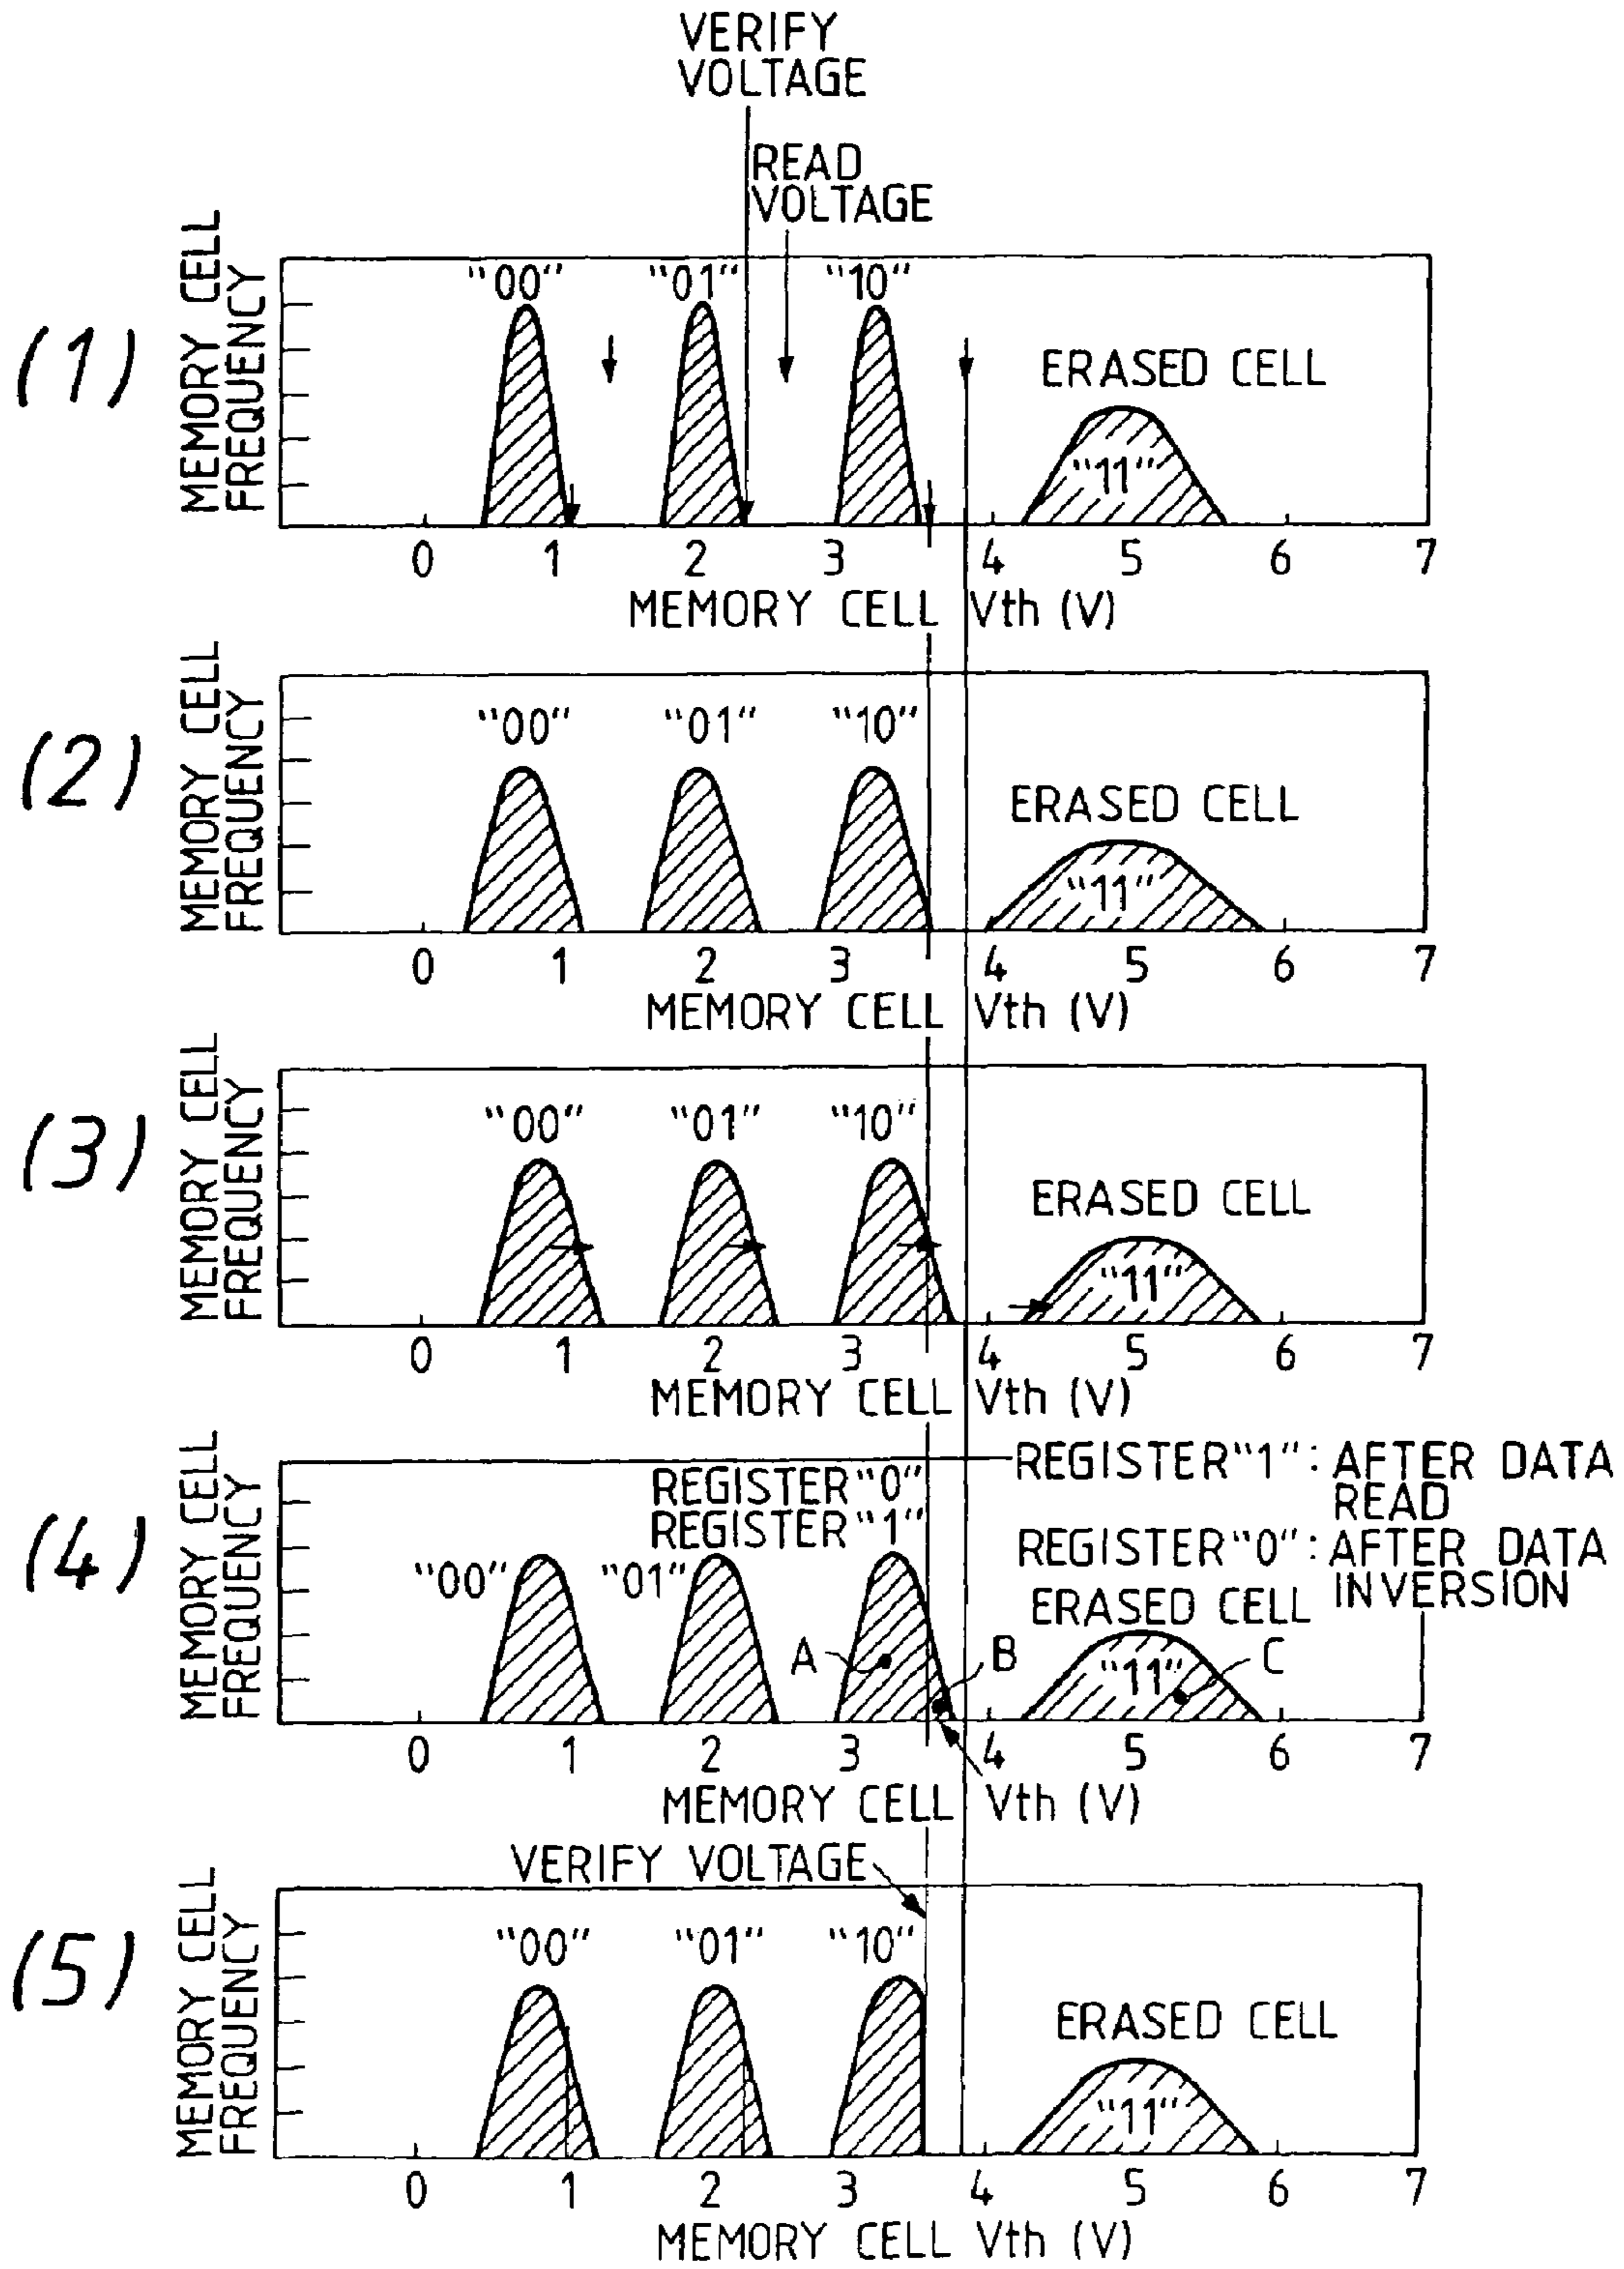 VERIFY
VOLTAGE
READ
VOLTAGE
(1)
MEMORY CELL
FREQUENCY
"00"
"01"
"10"
ERASED CELL
"11"
0 1 2 3 4 5 6 7
MEMORY CELL Vth (V)
(2)
MEMORY CELL
FREQUENCY
"00"
"01"
"10"
ERASED CELL
"11"
0 1 2 3 4 5 6 7
MEMORY CELL Vth (V)
(3)
MEMORY CELL
FREQUENCY
"00"
"01"
"10"
ERASED CELL
"11"
0 1 2 3 4 5 6 7
MEMORY CELL Vth (V)
(4)
MEMORY CELL
FREQUENCY
REGISTER "0"
REGISTER "1"
REGISTER "1" : AFTER DATA
READ
REGISTER "0" : AFTER DATA
INVERSION
"00"
"01"
ERASED CELL
A
B
"11"
C
0 1 2 3 4 5 6 7
MEMORY CELL Vth (V)
VERIFY VOLTAGE
(5)
MEMORY CELL
FREQUENCY
"00"
"01"
"10"
ERASED CELL
"11"
0 1 2 3 4 5 6 7
MEMORY CELL Vth (V)